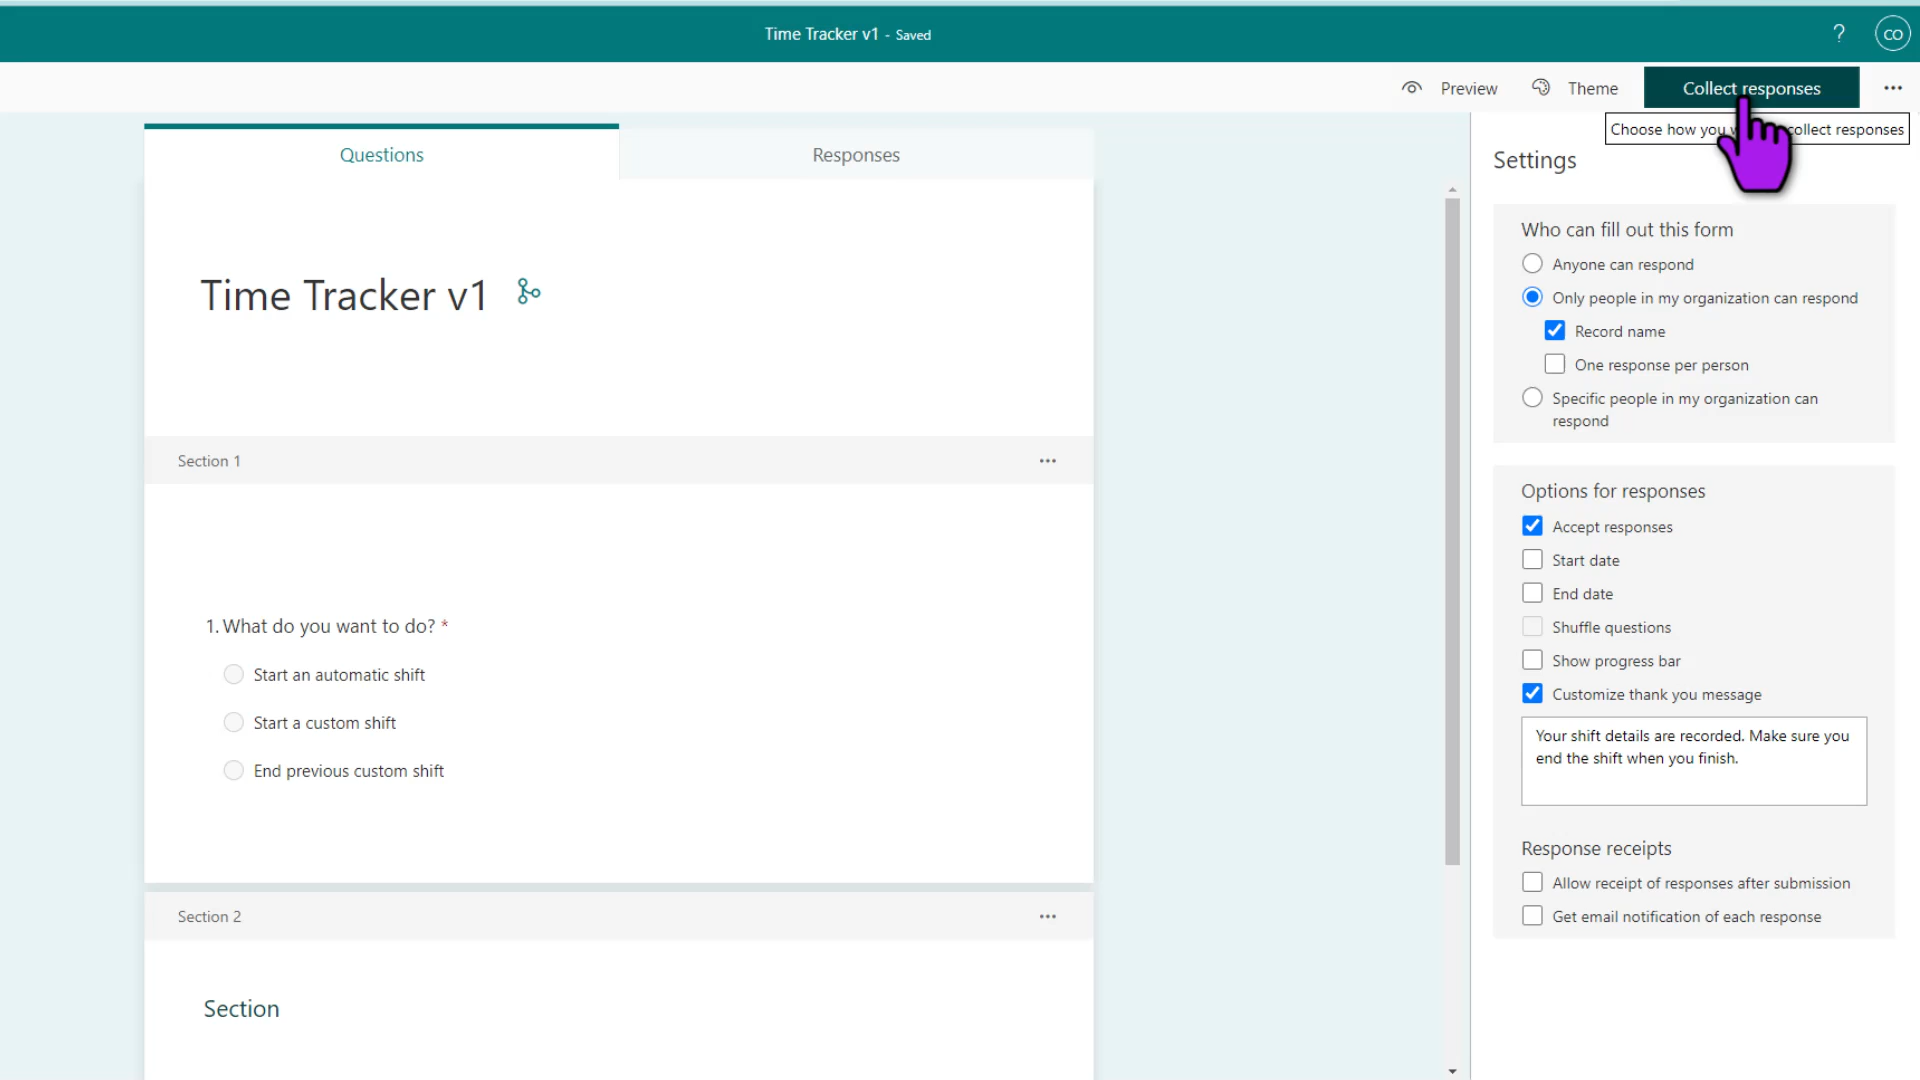 Time Tracker v1 - Saved
?
CO
Preview
Theme
Collect responses
...
Choose how you w collect responses
Questions
Responses
Settings
Who can fill out this form
Anyone can respond
Only people in my organization can respond
Record name
One response per person
Specific people in my organization can
respond
Time Tracker v1
Section 1
...
Options for responses
Accept responses
Start date
End date
Shuffle questions
Show progress bar
Customize thank you message
Your shift details are recorded. Make sure you
end the shift when you finish.
1. What do you want to do? *
Start an automatic shift
Start a custom shift
End previous custom shift
Response receipts
Allow receipt of responses after submission
Get email notification of each response
Section 2
...
Section